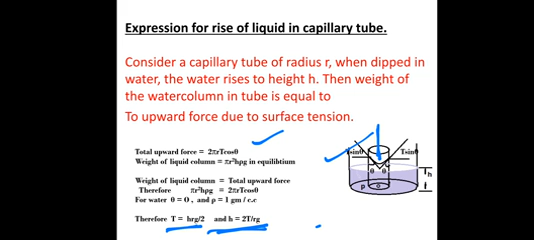 Expression for rise of liquid in capillary tube.
Consider a capillary tube of radius r, when dipped in
water, the water rises to height h. Then weight of
the watercolumn in tube is equal to
To upward force due to surface tension.
Total upward force = 2πrTcosθ
Weight of liquid column = πr²hρg in equilibtium
Weight of liquid column = Total upward force
Therefore πr²hρg = 2πrTcosθ
For water θ = 0, and ρ = 1 gm / c.c
Therefore T = hrg/2 and h = 2T/rg
Tsinθ Tsinθ
θ θ
h
P o